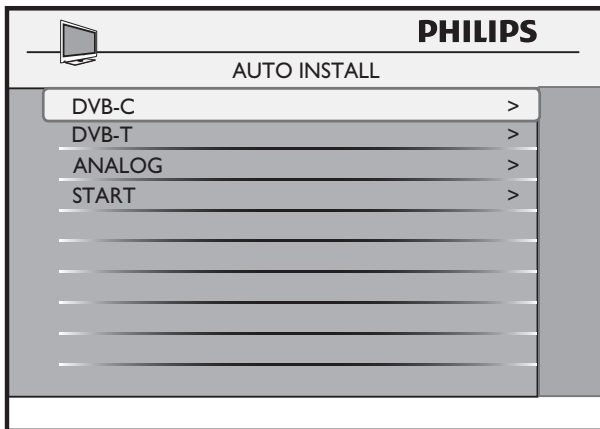 PHILIPS
AUTO INSTALL
DVB-C >
DVB-T >
ANALOG >
START >